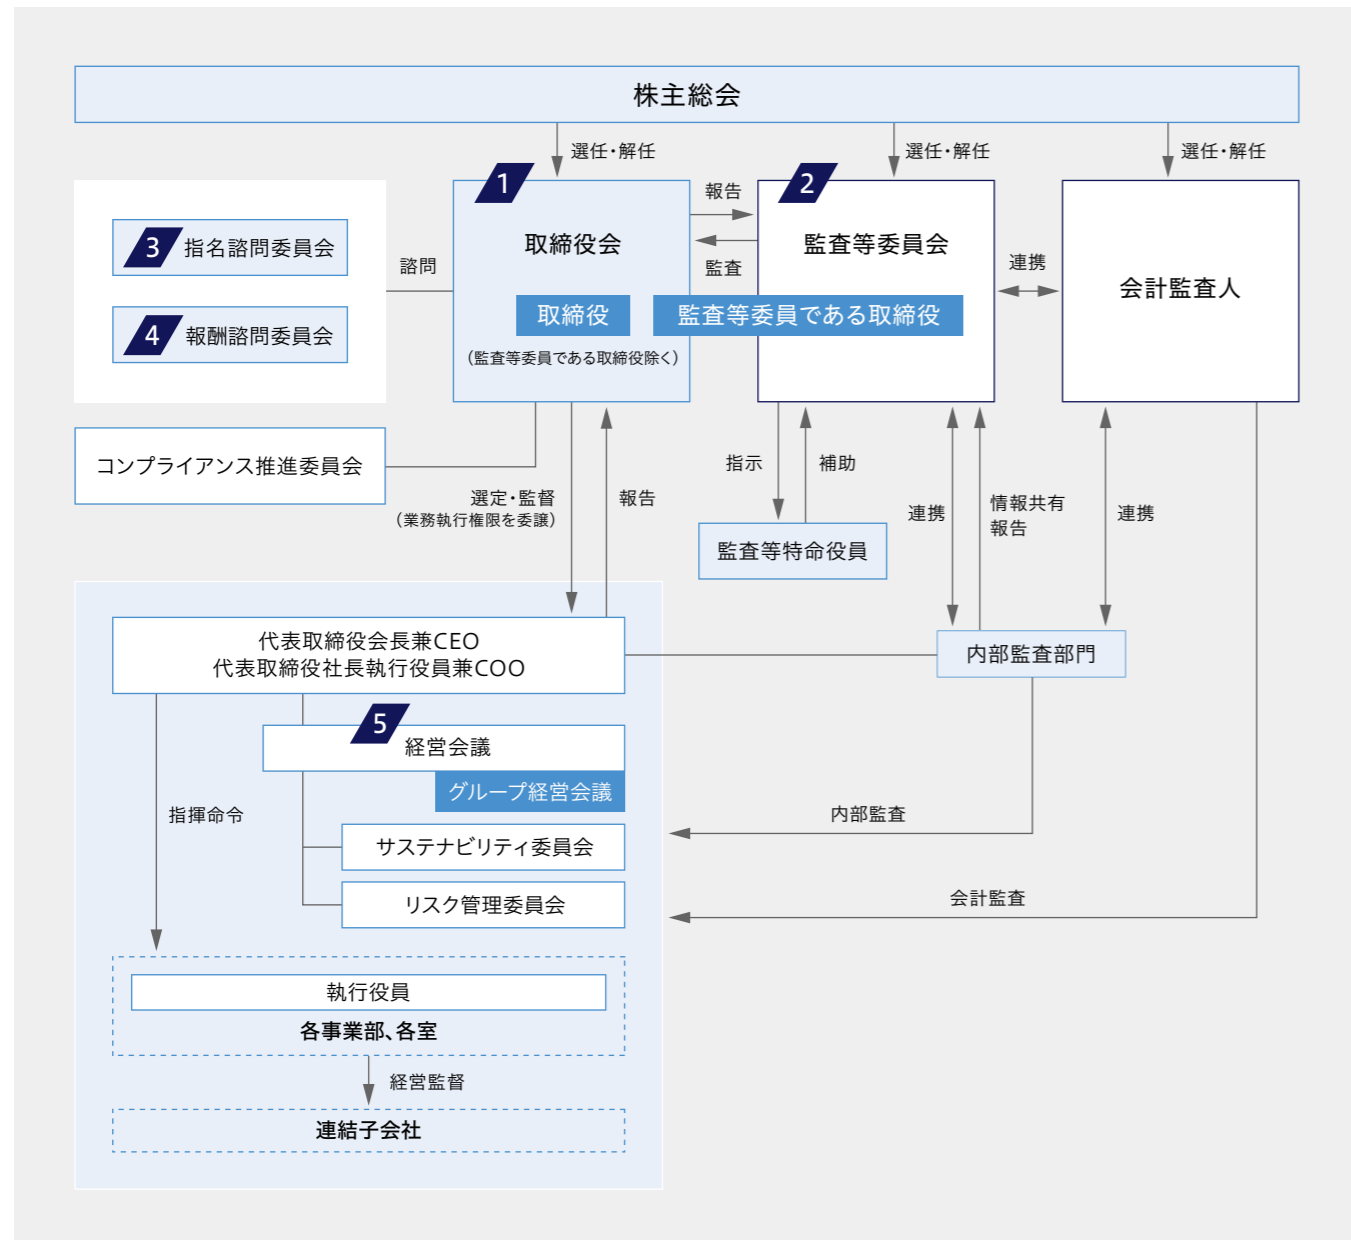 株主総会
選任・解任
選任・解任
選任・解任
1
取締役会
取締役
(監査等委員である取締役除く)
報告
監査
2
監査等委員会
監査等委員である取締役
連携
会計監査人
3
指名諮問委員会
4
報酬諮問委員会
諮問
コンプライアンス推進委員会
選定・監督
(業務執行権限を委譲)
報告
指示
補助
監査等特命役員
連携
情報共有
報告
連携
代表取締役会長兼CEO
代表取締役社長執行役員兼COO
内部監査部門
5
経営会議
グループ経営会議
指揮命令
サステナビリティ委員会
リスク管理委員会
内部監査
会計監査
執行役員
各事業部、各室
経営監督
連結子会社